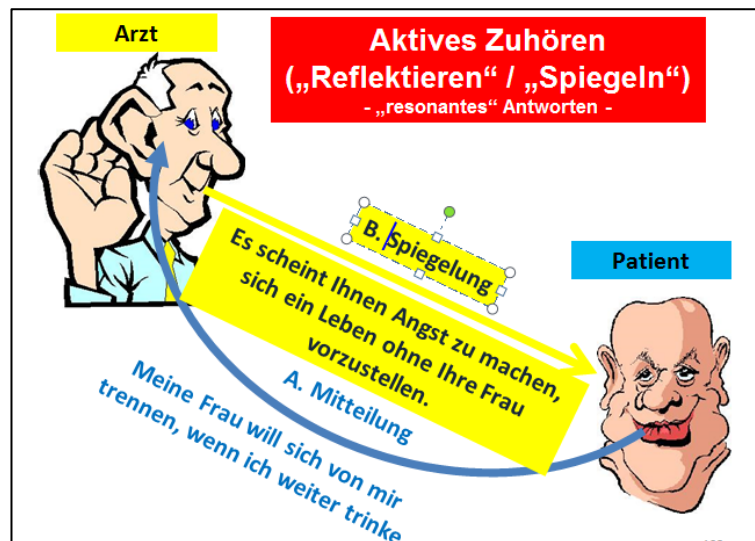 Arzt
Aktives Zuhören
(„Reflektieren“ / „Spiegeln“)
- „resonantes“ Antworten -
B. Spiegelung
Patient
Es scheint Ihnen Angst zu machen,
sich ein Leben ohne Ihre Frau
vorzustellen.
A. Mitteilung
Meine Frau will sich von mir
trennen, wenn ich weiter trinke